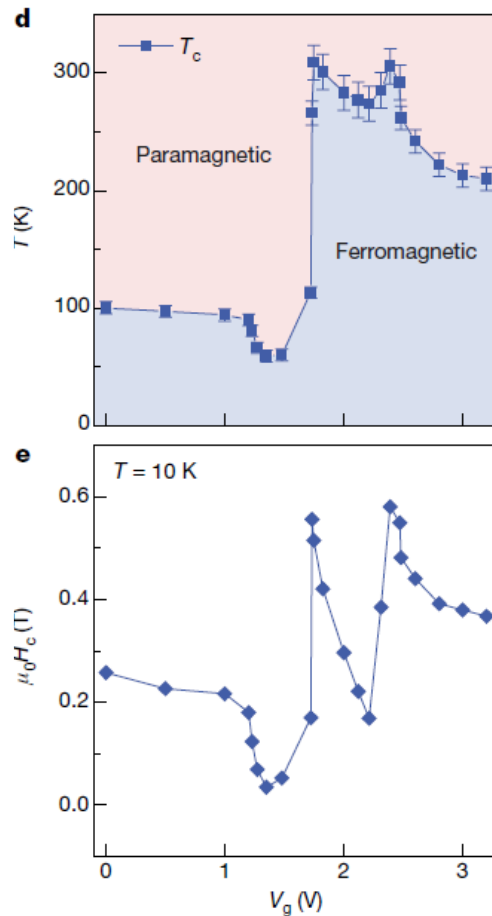 d
T_c
300
Paramagnetic
200
T (K)
Ferromagnetic
100
0
e
T = 10 K
0.6
0.4
μ₀H_c (T)
0.2
0.0
0 1 2 3
V_g (V)